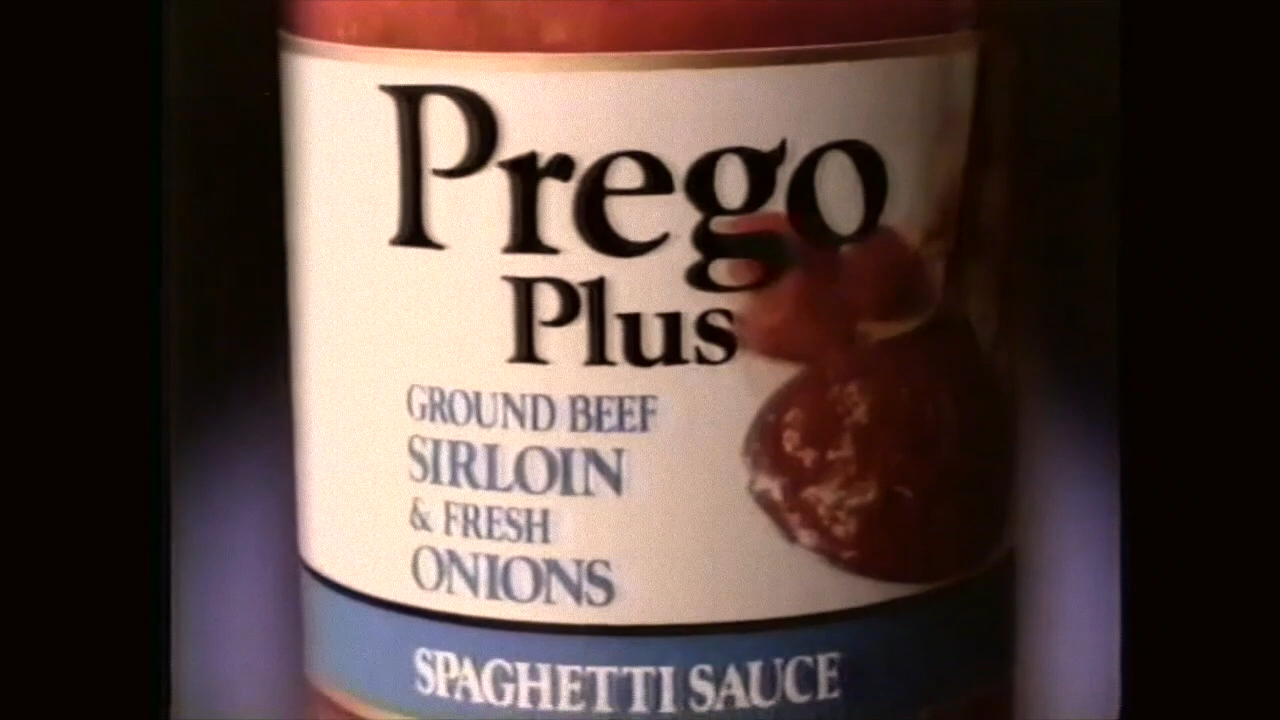 Prego
Plus
GROUND BEEF
SIRLOIN
& FRESH
ONIONS
SPAGHETTI SAUCE